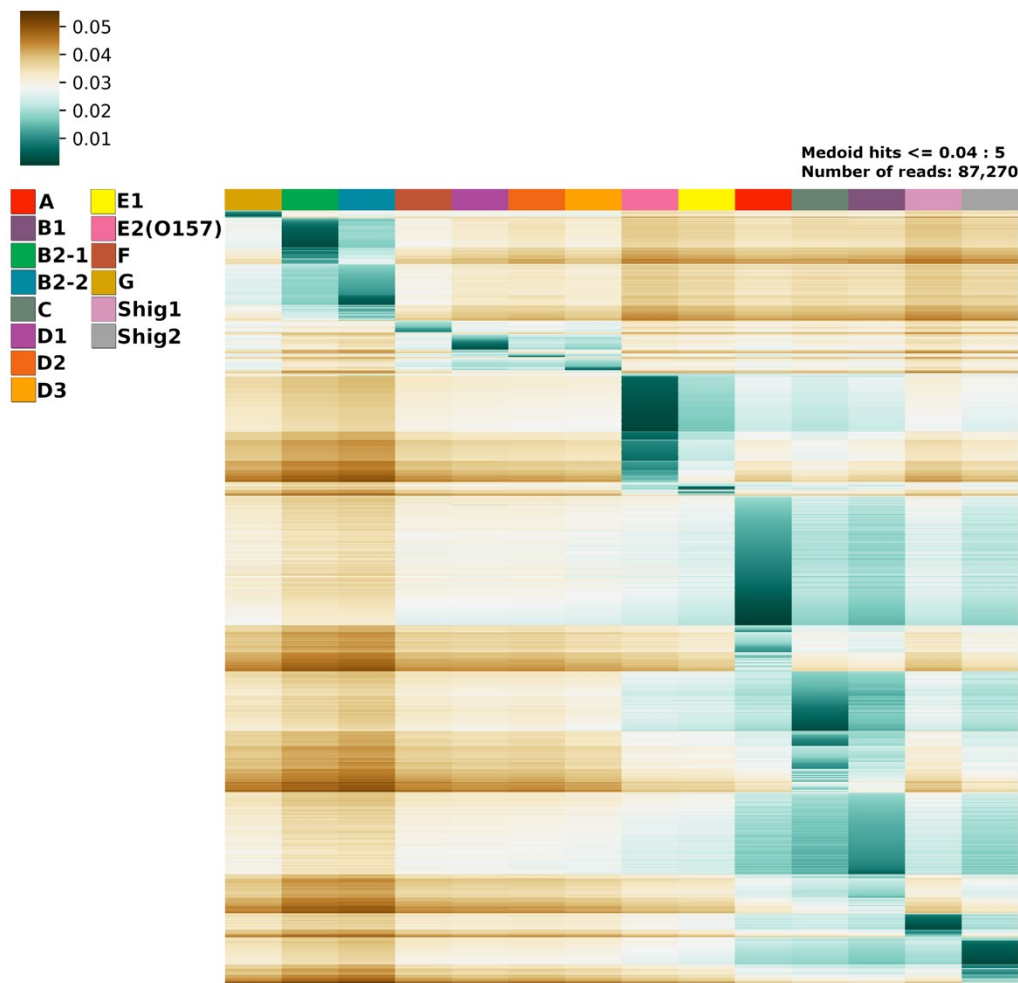 0.05
0.04
0.03
0.02
0.01
Medoid hits <= 0.04 : 5
Number of reads: 87,270
A
B1
B2-1
B2-2
C
D1
D2
D3
E1
E2(O157)
F
G
Shig1
Shig2